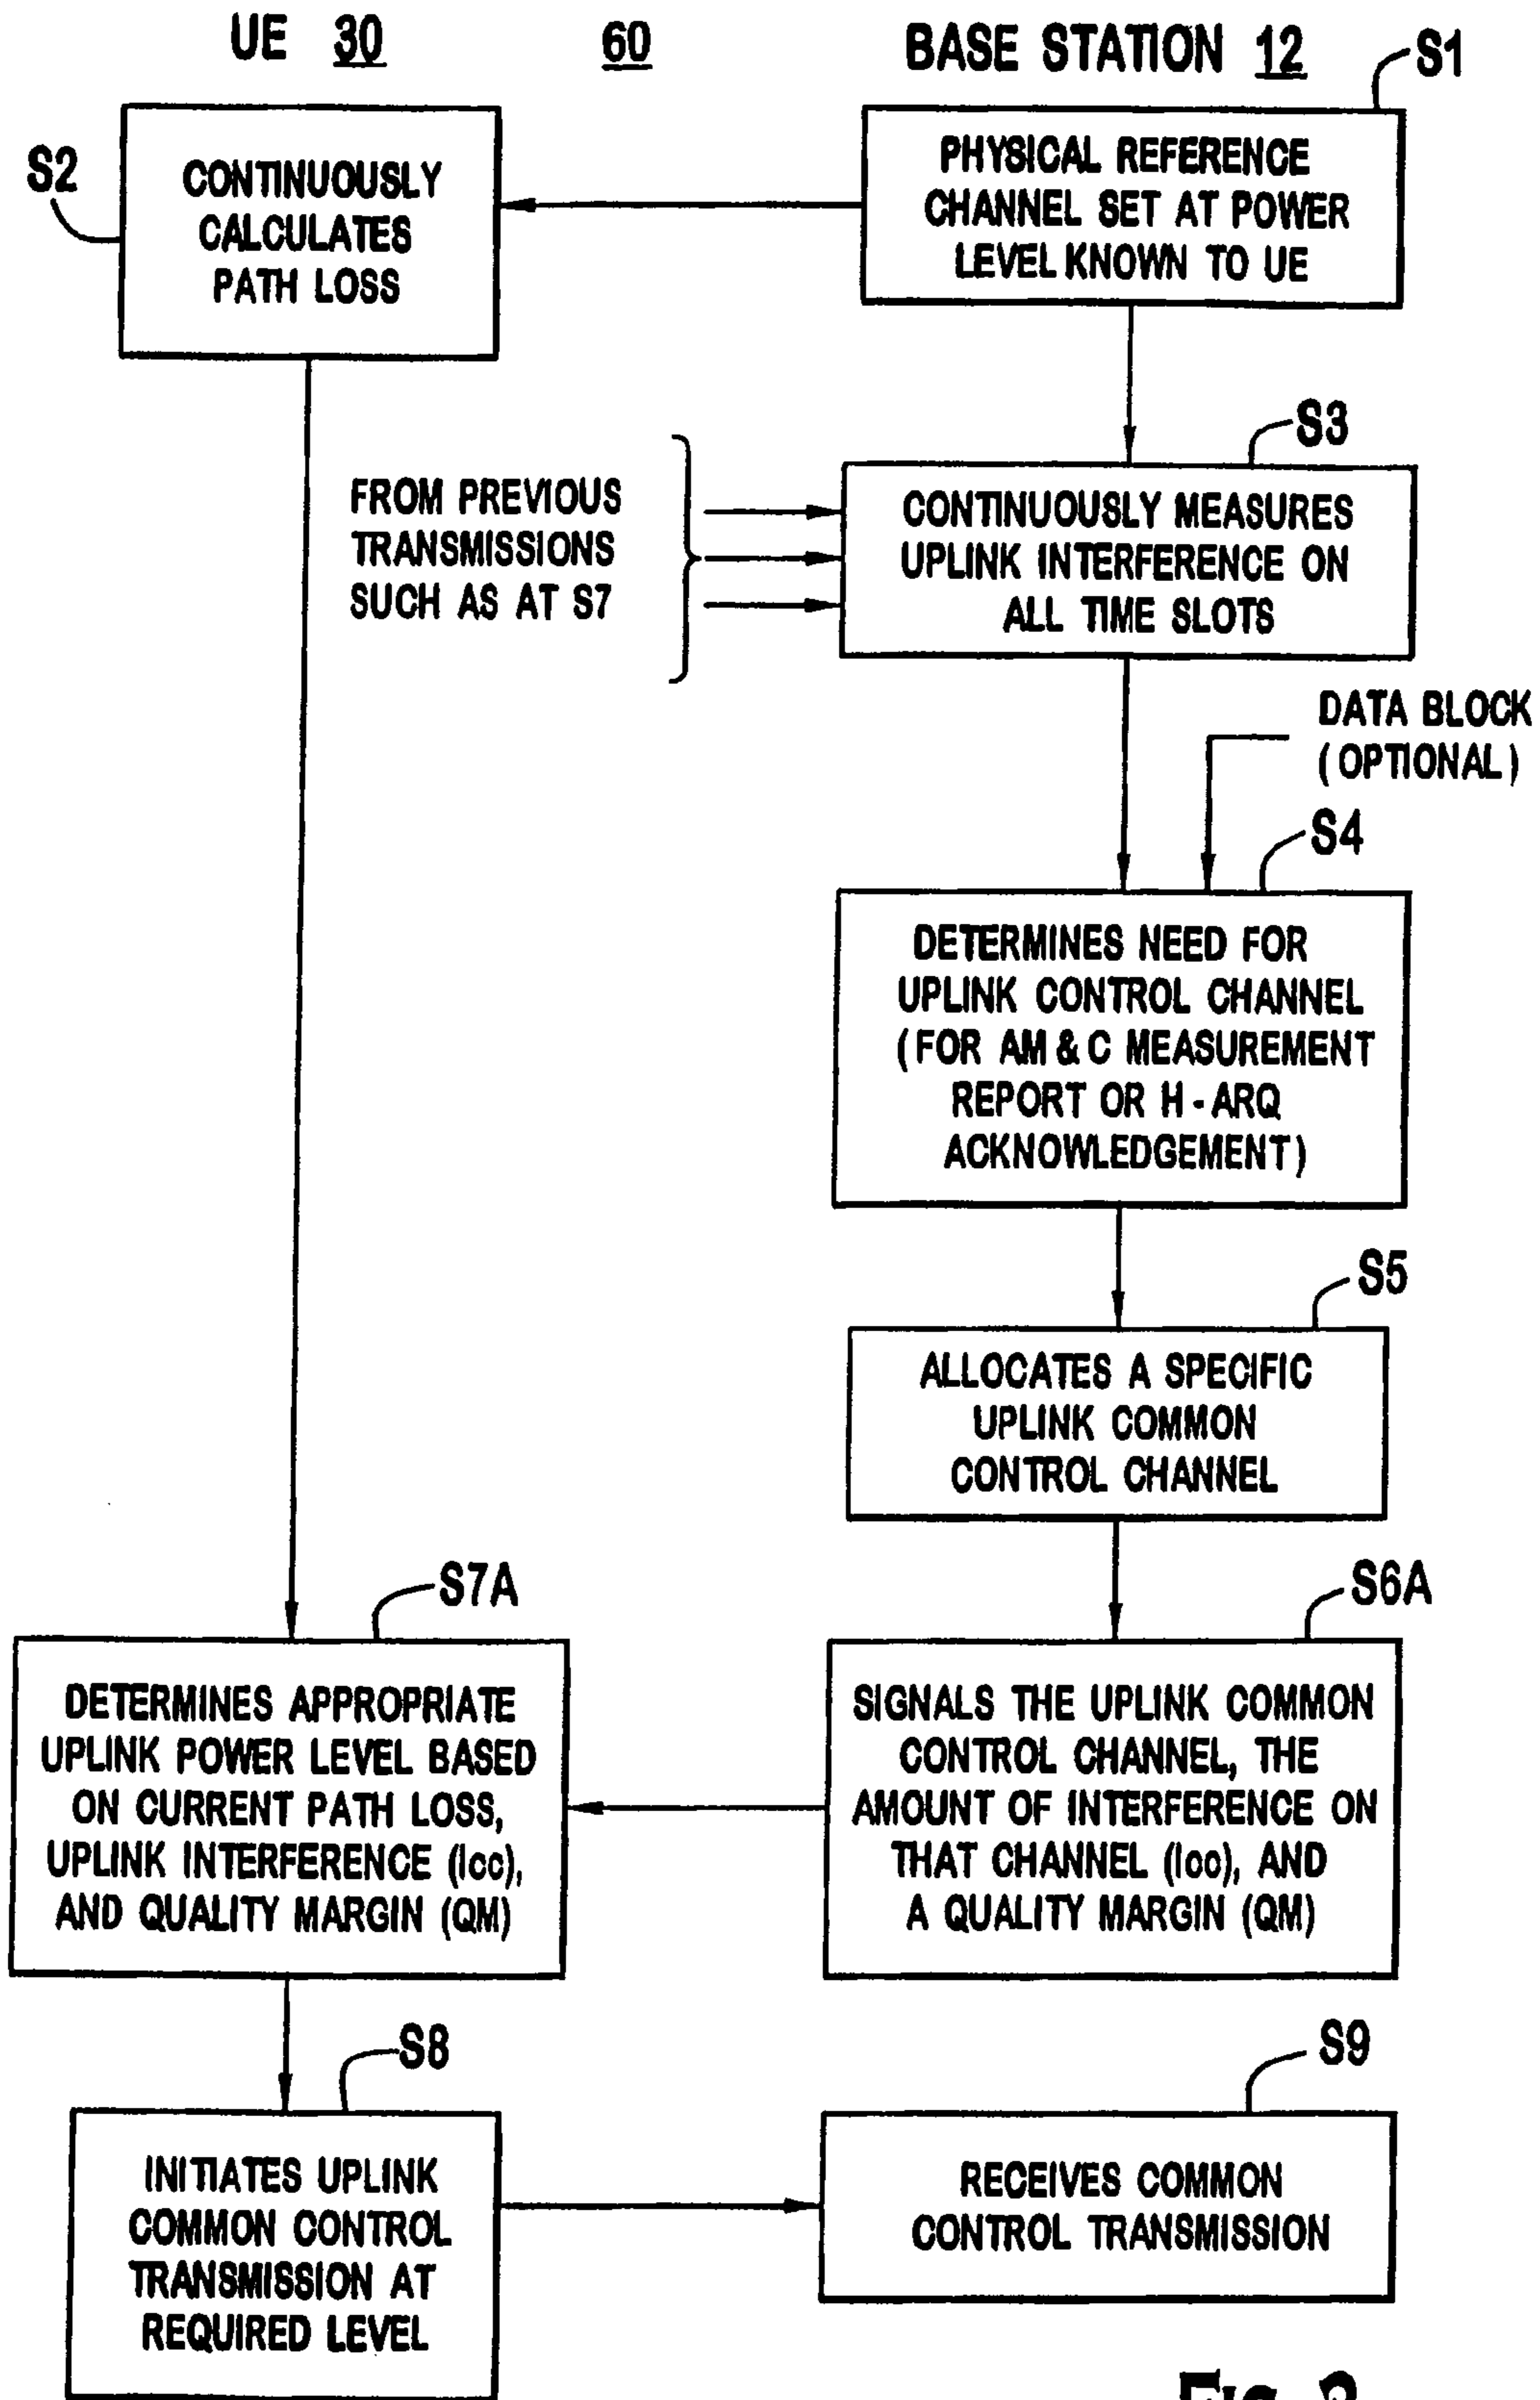 UE 30
60
BASE STATION 12
S1
PHYSICAL REFERENCE
CHANNEL SET AT POWER
LEVEL KNOWN TO UE
S2
CONTINUOUSLY
CALCULATES
PATH LOSS
S3
FROM PREVIOUS
TRANSMISSIONS
SUCH AS AT S7
CONTINUOUSLY MEASURES
UPLINK INTERFERENCE ON
ALL TIME SLOTS
DATA BLOCK
(OPTIONAL)
S4
DETERMINES NEED FOR
UPLINK CONTROL CHANNEL
(FOR AM & C MEASUREMENT
REPORT OR H - ARQ
ACKNOWLEDGEMENT)
S5
ALLOCATES A SPECIFIC
UPLINK COMMON
CONTROL CHANNEL
S7A
DETERMINES APPROPRIATE
UPLINK POWER LEVEL BASED
ON CURRENT PATH LOSS,
UPLINK INTERFERENCE (Icc),
AND QUALITY MARGIN (QM)
S6A
SIGNALS THE UPLINK COMMON
CONTROL CHANNEL, THE
AMOUNT OF INTERFERENCE ON
THAT CHANNEL (Icc), AND
A QUALITY MARGIN (QM)
S8
INITIATES UPLINK
COMMON CONTROL
TRANSMISSION AT
REQUIRED LEVEL
S9
RECEIVES COMMON
CONTROL TRANSMISSION